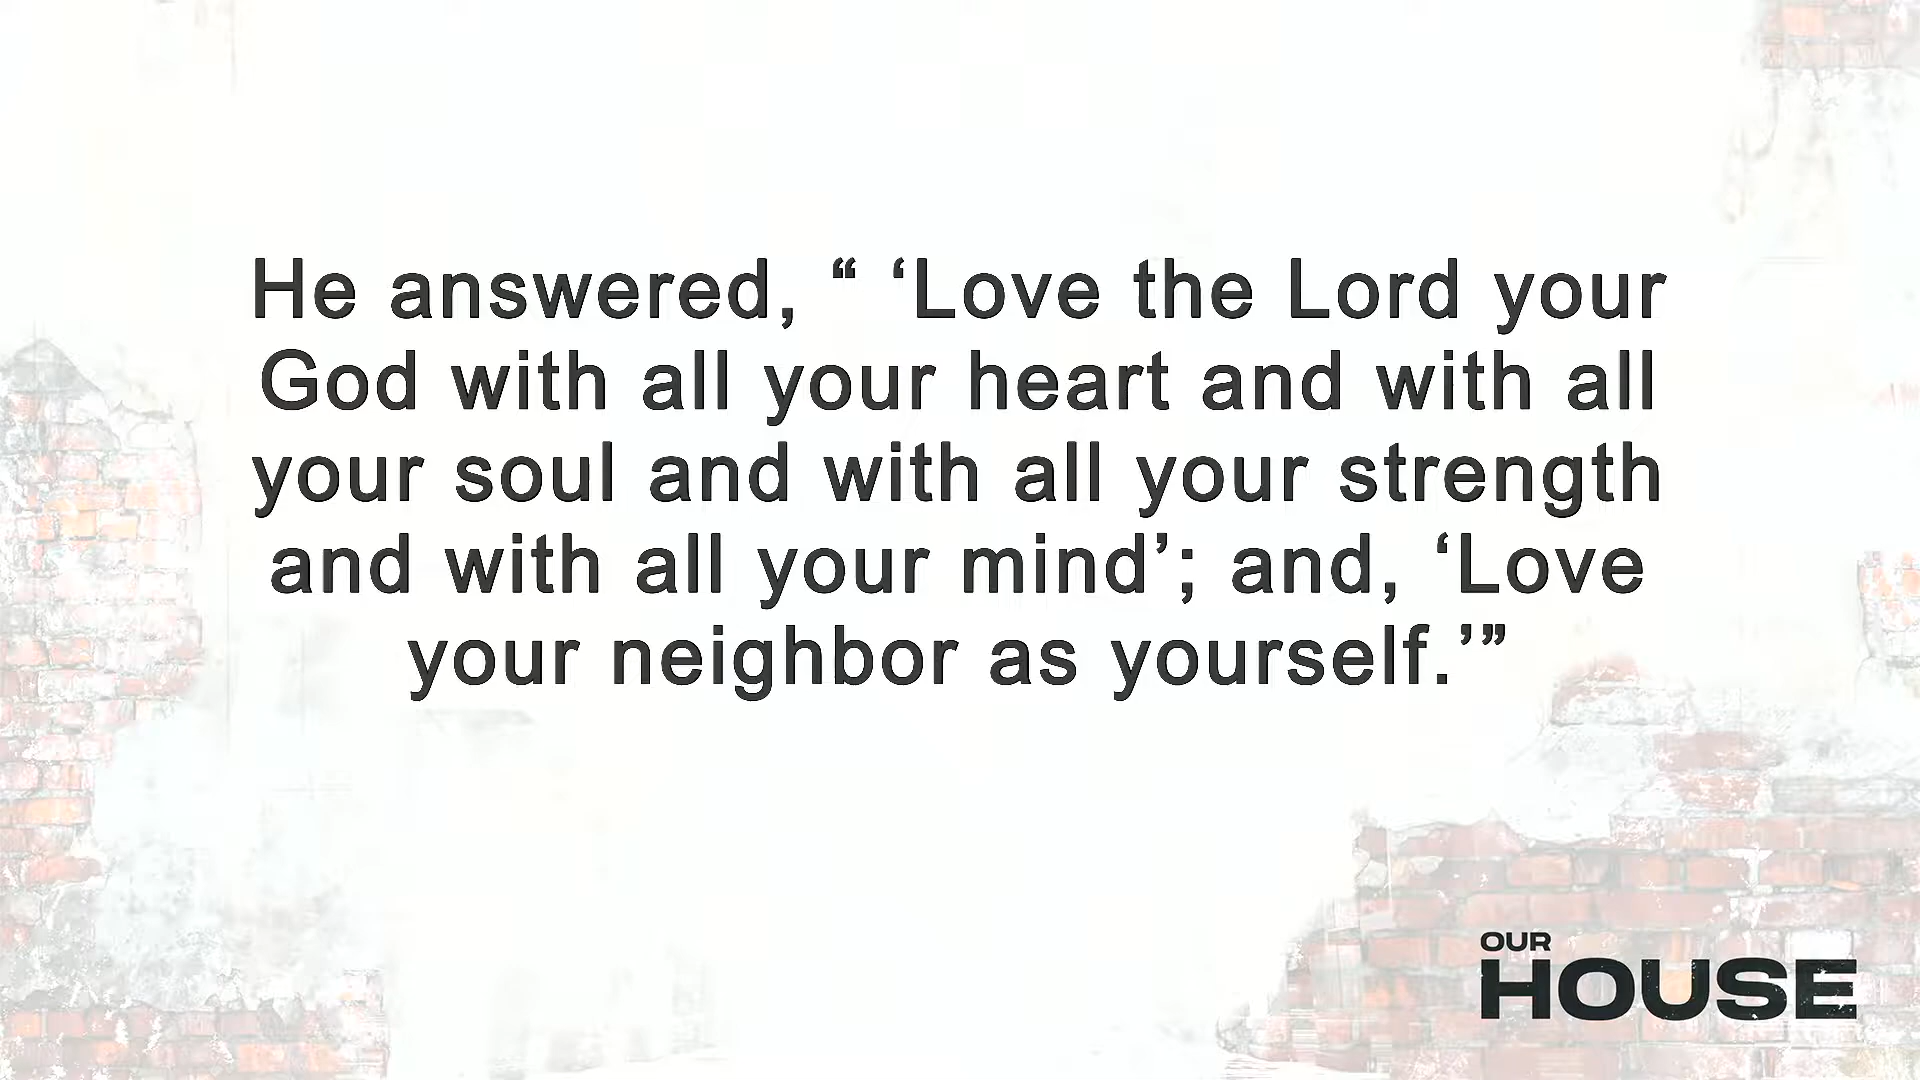 He answered, “ ‘Love the Lord your
God with all your heart and with all
your soul and with all your strength
and with all your mind’; and, ‘Love
your neighbor as yourself.’”
OUR
HOUSE